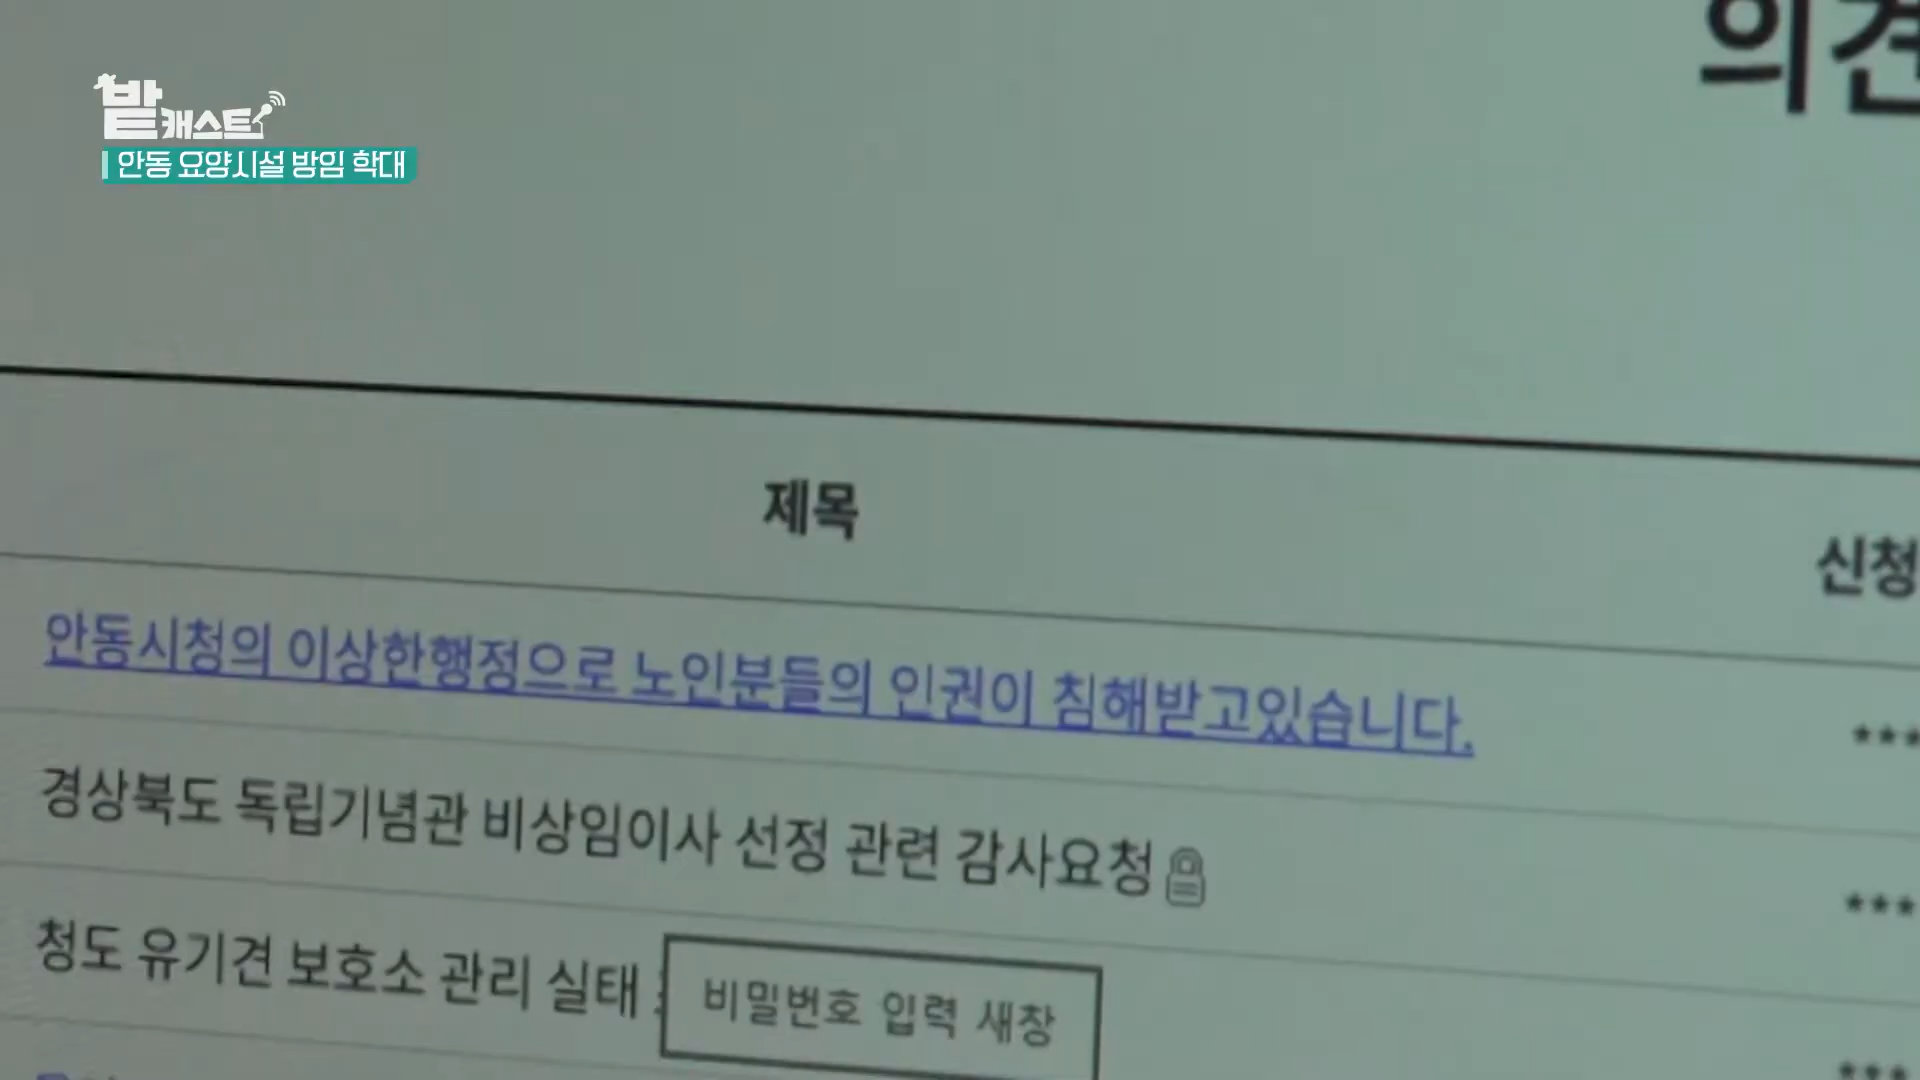 밭캐스트
안동 요양시설 방임 학대
제목
신청
안동시청의 이상한행정으로 노인분들의 인권이 침해받고있습니다.
***
경상북도 독립기념관 비상임이사 선정 관련 감사요청
***
청도 유기견 보호소 관리 실태
비밀번호 입력 새창
***